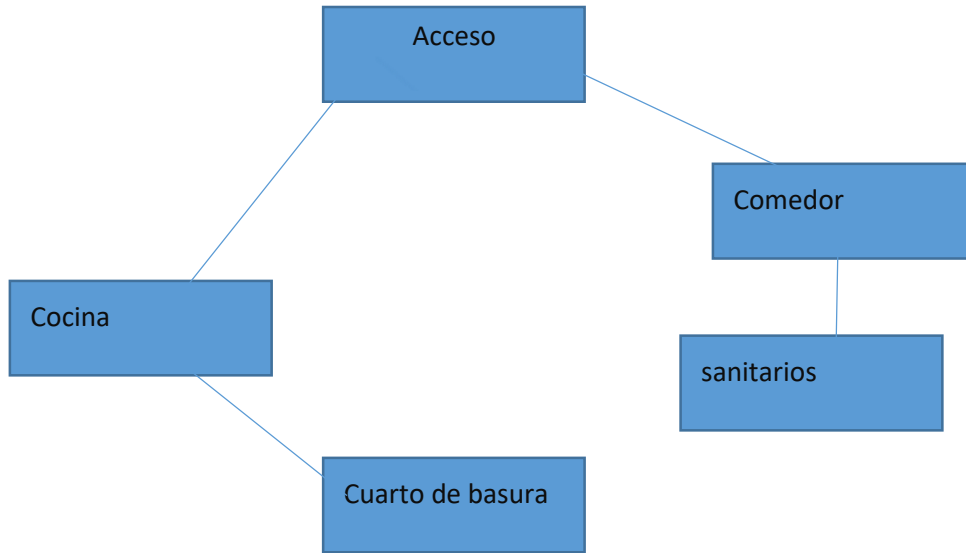 Acceso
Comedor
Cocina
sanitarios
Cuarto de basura